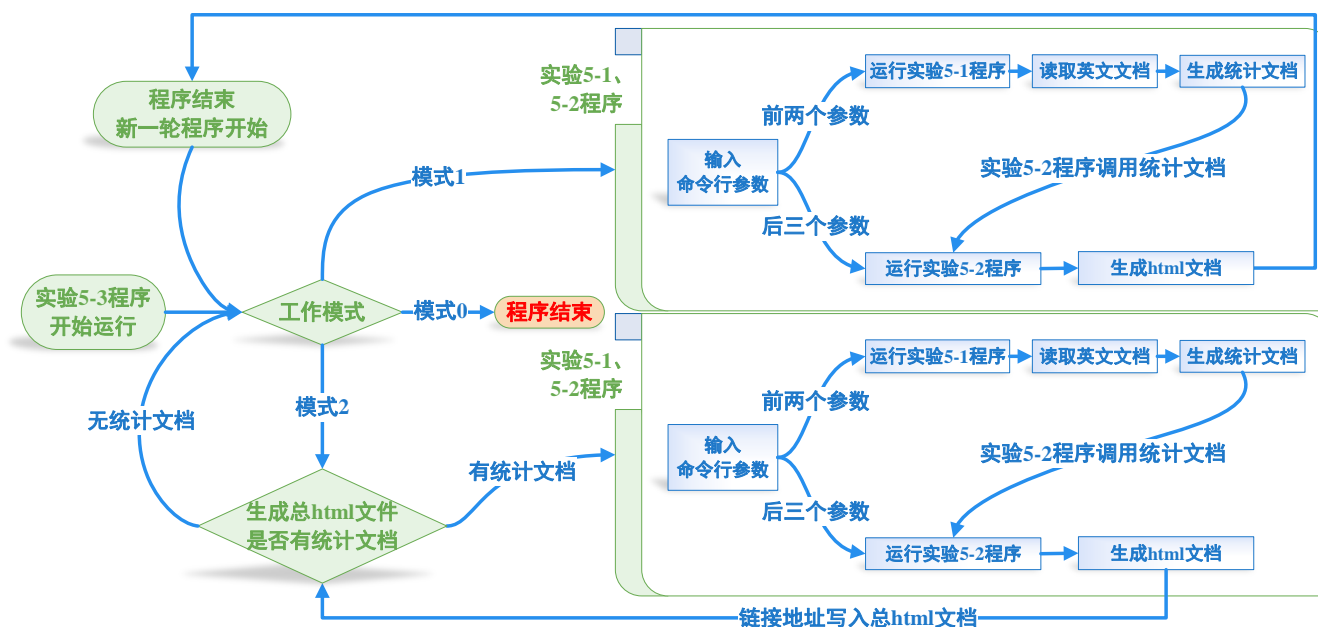 程序结束
新一轮程序开始
实验5-3程序
开始运行
工作模式
模式1
模式0
程序结束
模式2
无统计文档
生成总html文件
是否有统计文档
有统计文档
实验5-1、
5-2程序
输入
命令行参数
前两个参数
后三个参数
运行实验5-1程序
读取英文文档
生成统计文档
实验5-2程序调用统计文档
运行实验5-2程序
生成html文档
实验5-1、
5-2程序
输入
命令行参数
前两个参数
后三个参数
运行实验5-1程序
读取英文文档
生成统计文档
实验5-2程序调用统计文档
运行实验5-2程序
生成html文档
链接地址写入总html文档